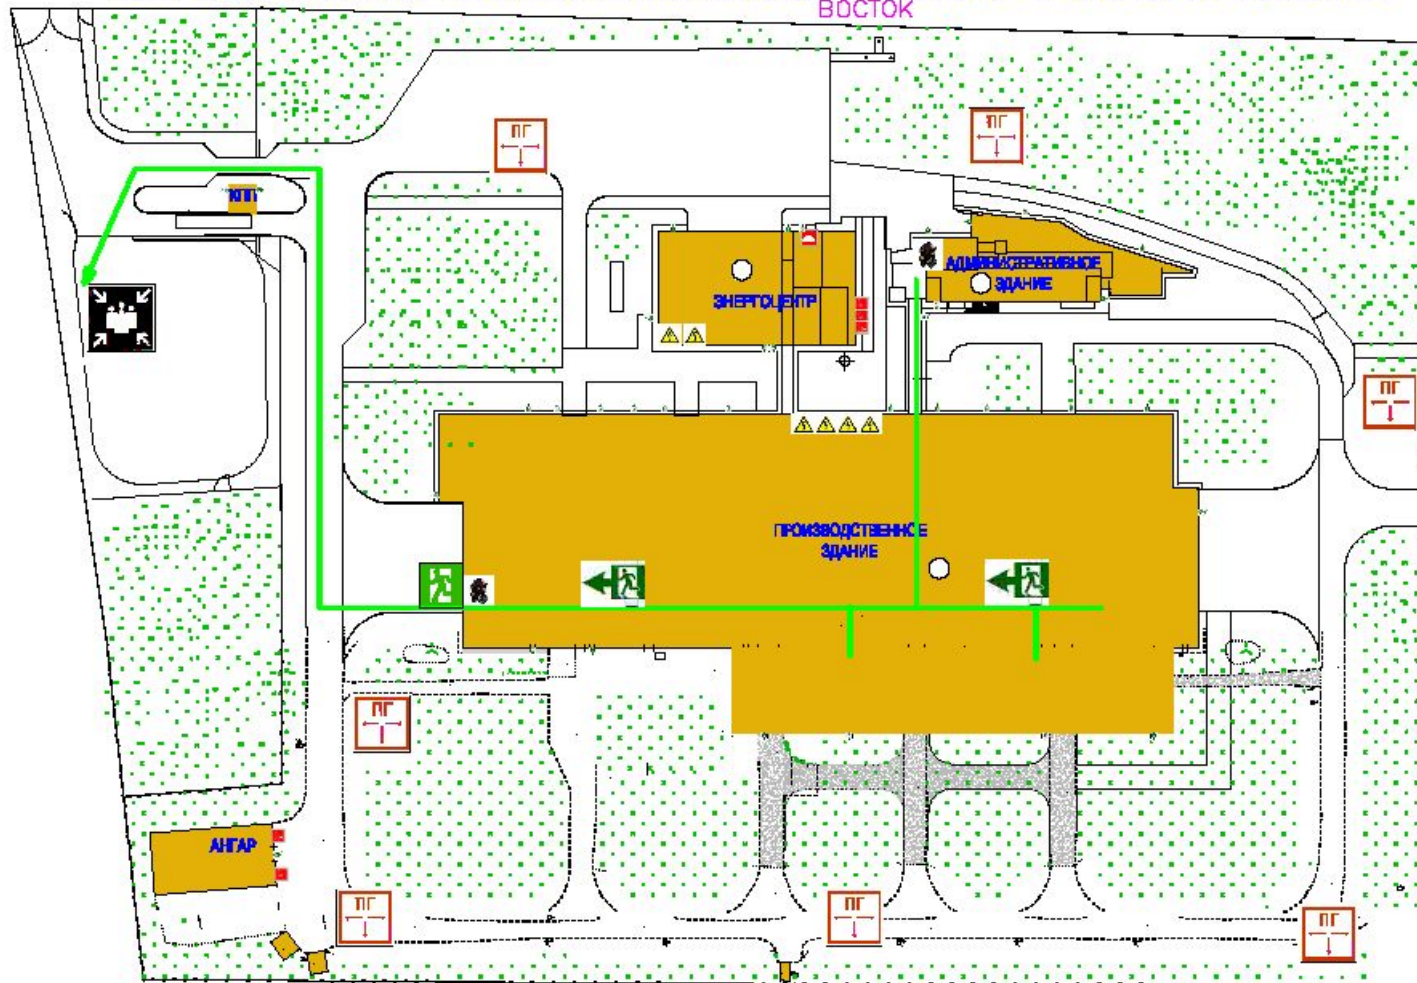 ВОСТОК
ПГ
ПГ
КПП
АДМИНИСТРАТИВНОЕ
ЗДАНИЕ
ЭНЕРГОЦЕНТР
ПГ
ПРОИЗВОДСТВЕННОЕ
ЗДАНИЕ
ПГ
АНГАР
ПГ
ПГ
ПГ